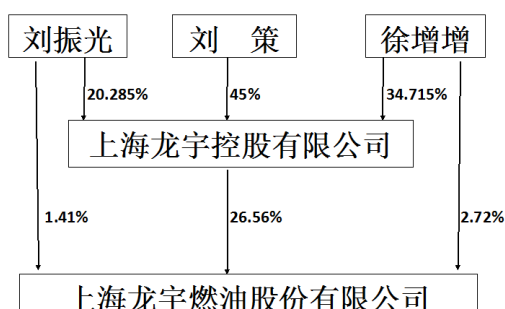 刘振光 刘 策 徐增增
20.285% 45% 34.715%
上海龙宇控股有限公司
1.41% 26.56% 2.72%
上海龙宇燃油股份有限公司